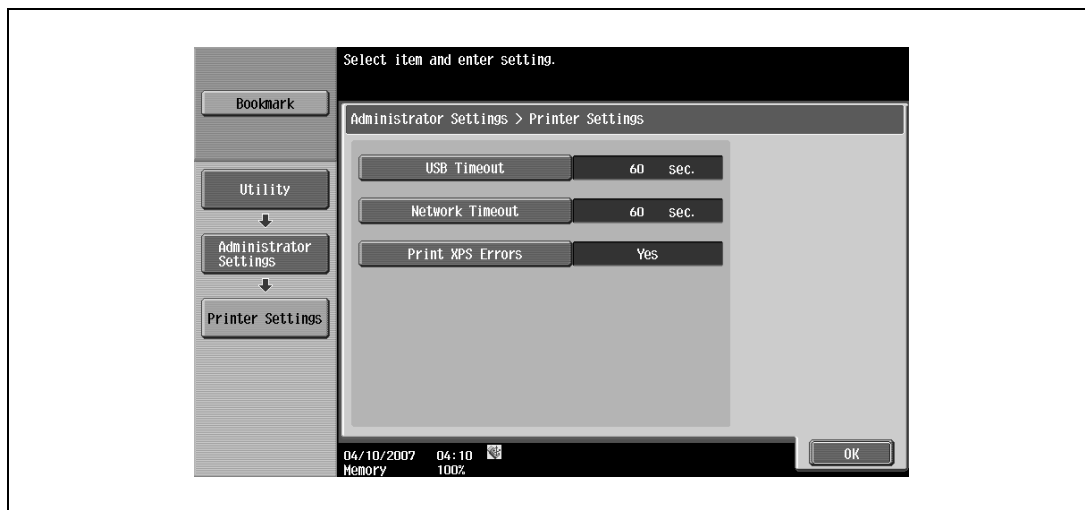 Select item and enter setting.
Bookmark
Administrator Settings > Printer Settings
USB Timeout 60 sec.
Utility
Network Timeout 60 sec.
Administrator
Settings
Print XPS Errors Yes
Printer Settings
04/10/2007 04:10
Memory 100%
OK